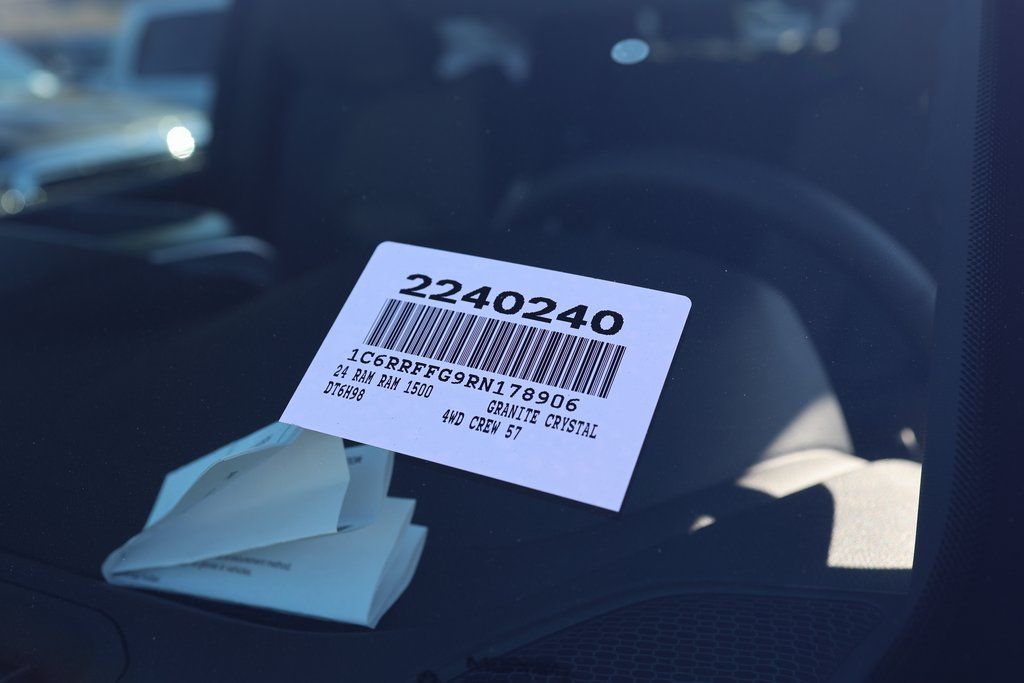 2240240
1C6RRFFG9RN178906
24 RAM RAM 1500
GRANITE CRYSTAL
DT6H98
4WD CREW 57